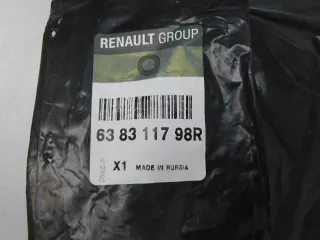 RENAULT GROUP
63 83 117 98R
X1 MADE IN RUSSIA